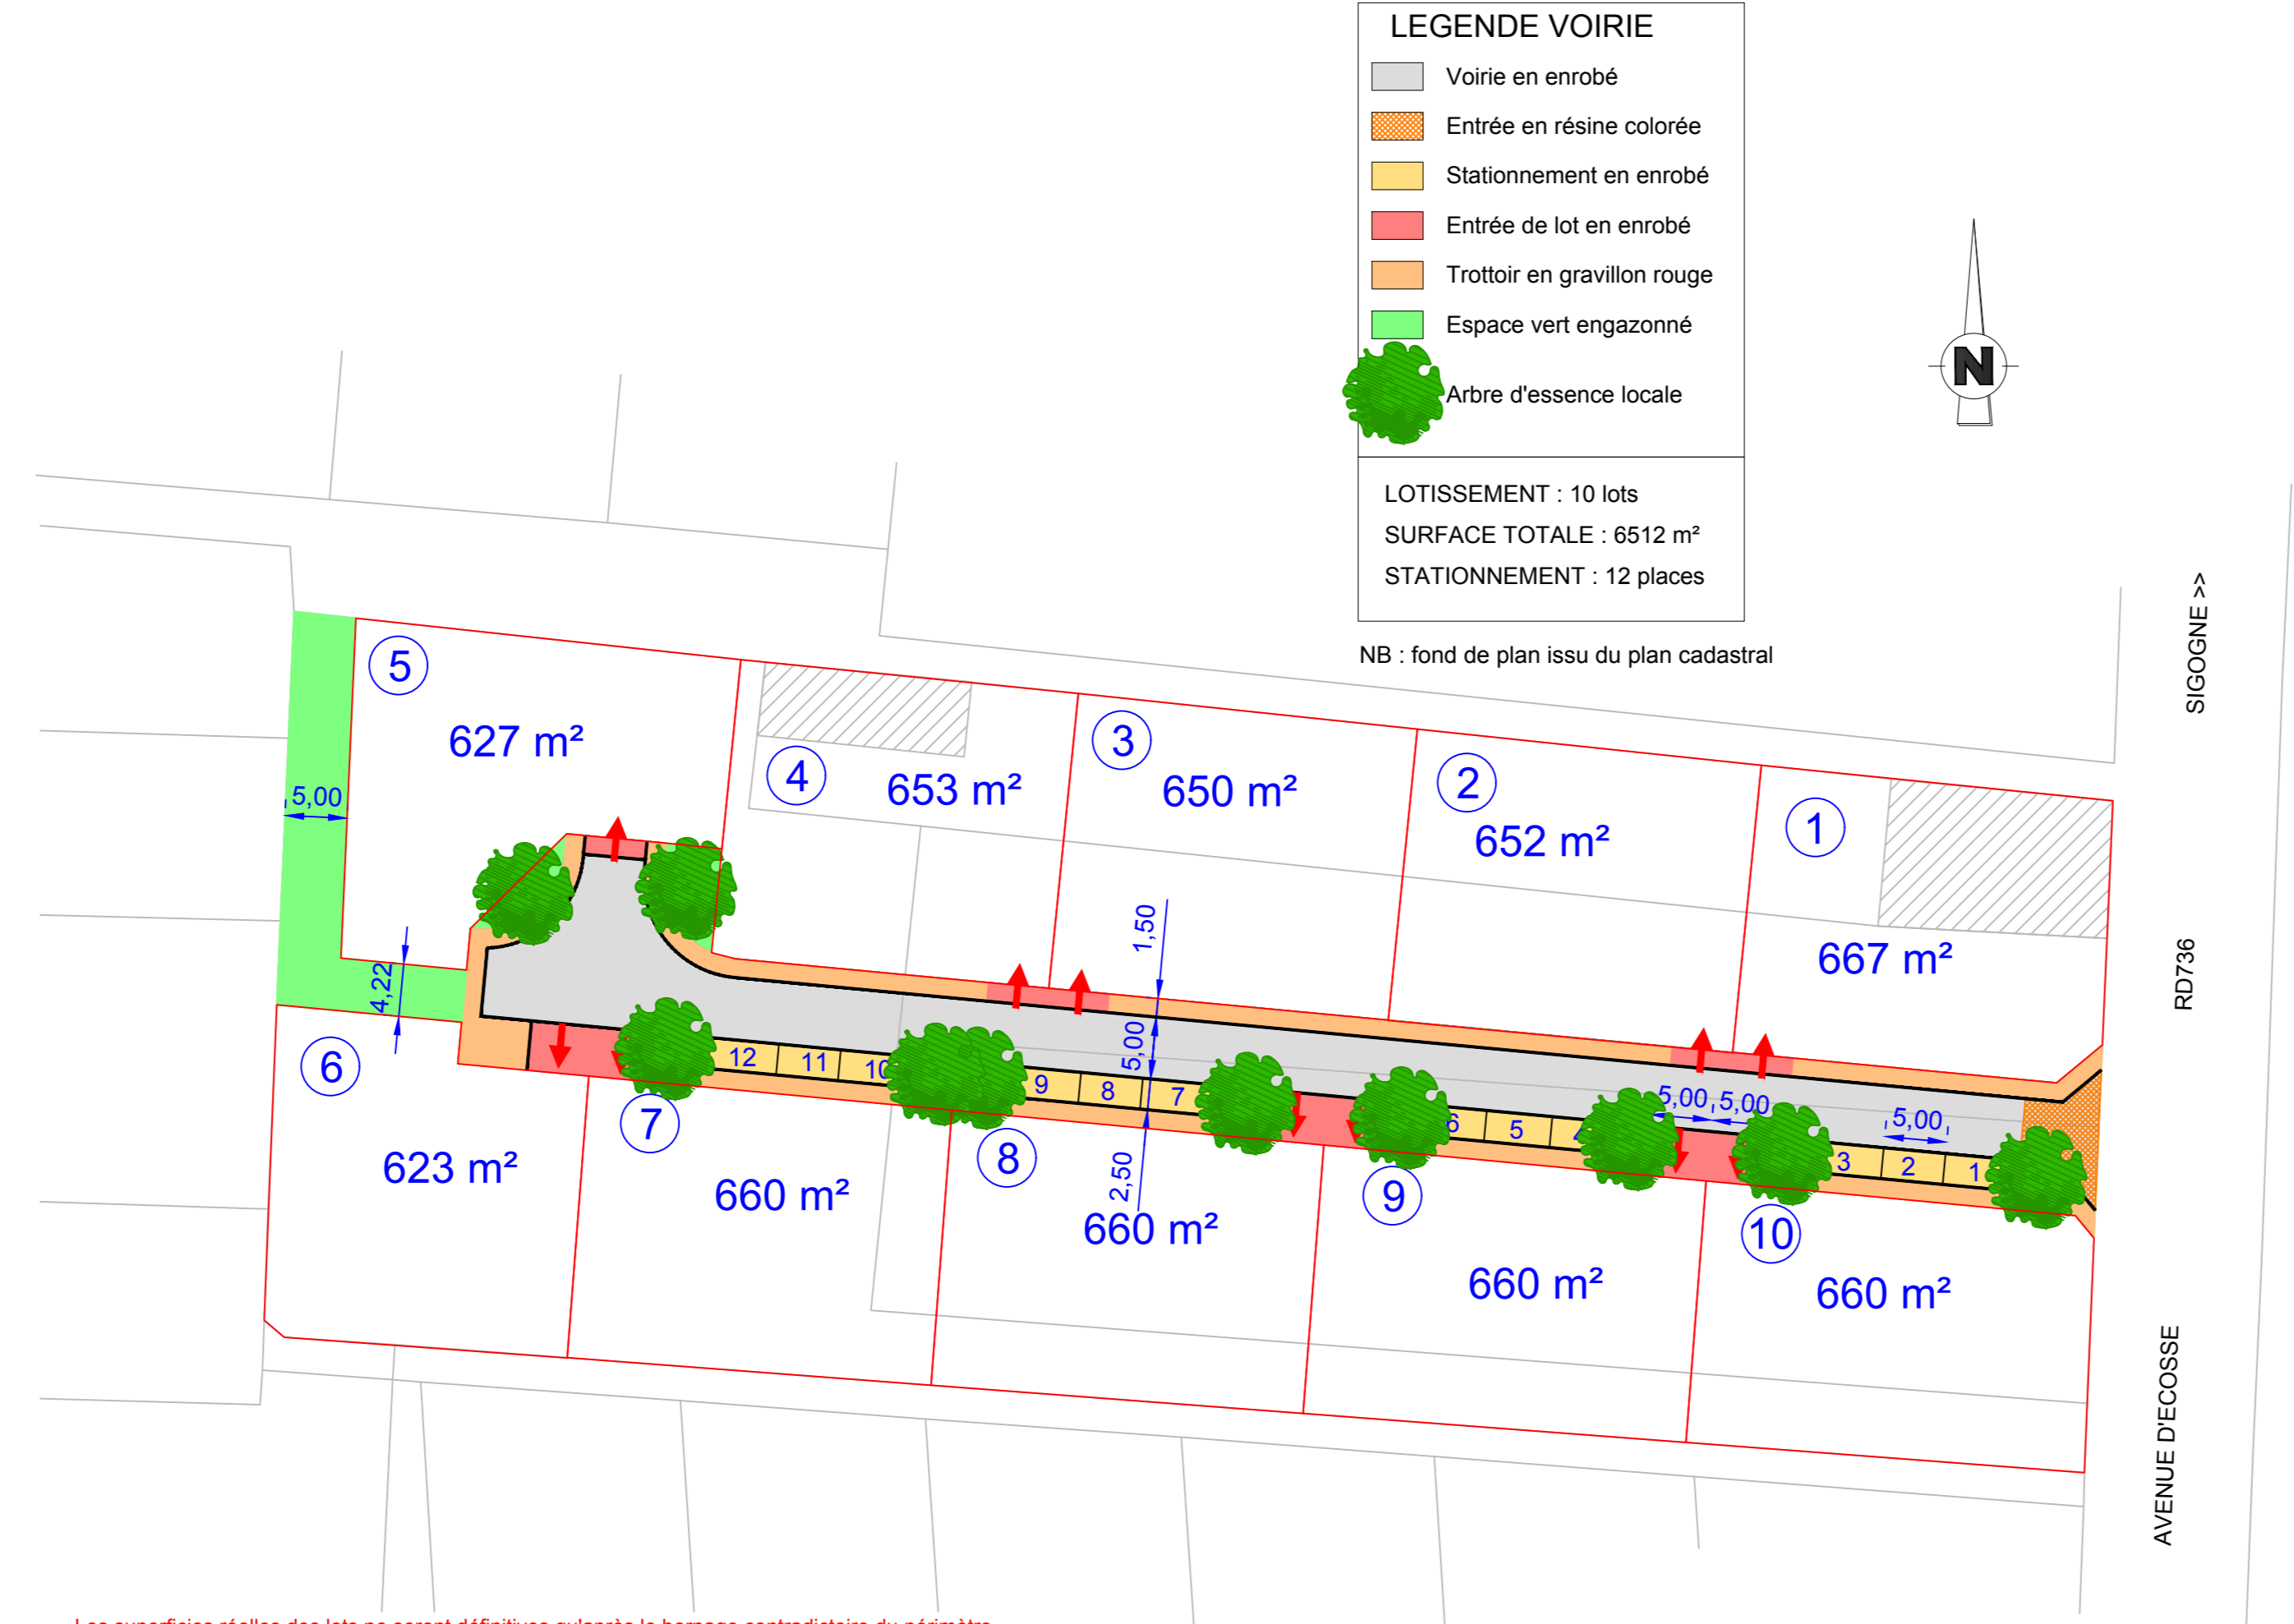 LEGENDE VOIRIE
Voirie en enrobé
Entrée en résine colorée
Stationnement en enrobé
Entrée de lot en enrobé
Trottoir en gravillon rouge
Espace vert engazonné
Arbre d'essence locale
LOTISSEMENT : 10 lots
SURFACE TOTALE : 6512 m²
STATIONNEMENT : 12 places
NB : fond de plan issu du plan cadastral
N
SIGOGNE >>
RD736
AVENUE D'ECOSSE
5
627 m²
4
653 m²
3
650 m²
2
652 m²
1
667 m²
5,00
4,22
1,50
5,00
2,50
5,00
5,00
5,00
12
11
10
9
8
7
6
5
3
2
1
6
623 m²
7
660 m²
8
660 m²
9
660 m²
10
660 m²